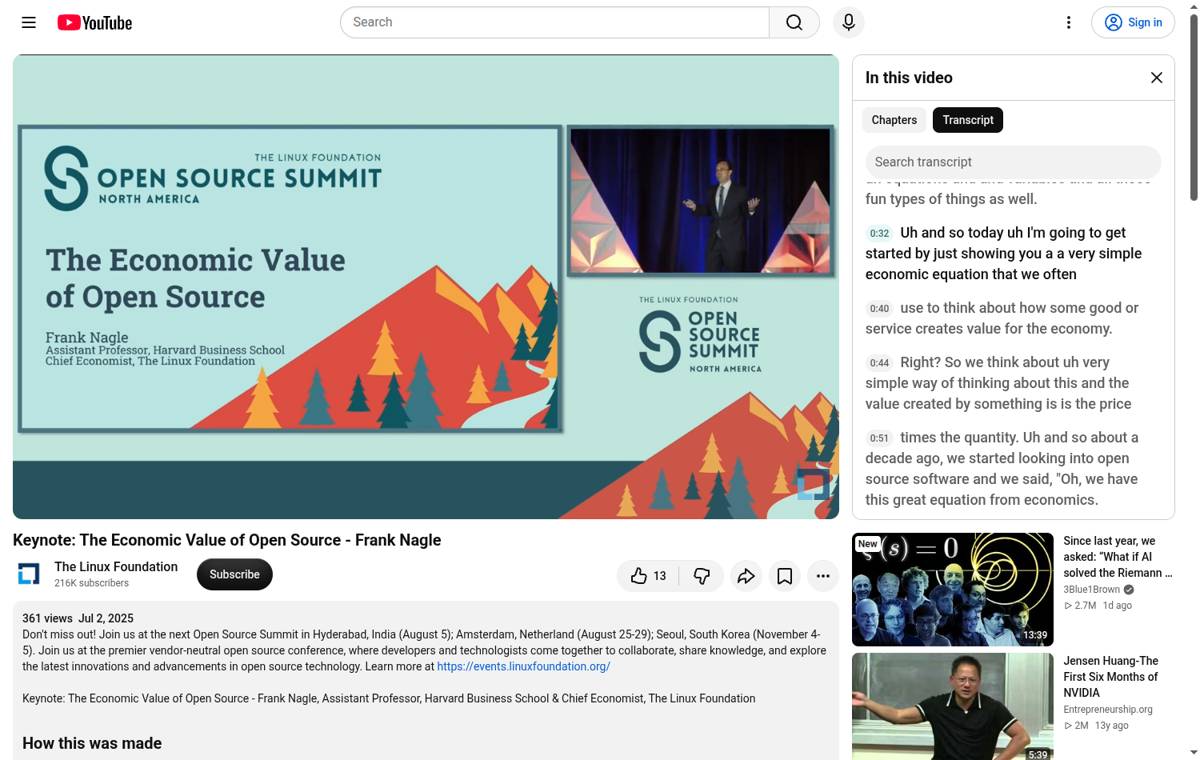 YouTube
Search
Sign in
THE LINUX FOUNDATION
OPEN SOURCE SUMMIT
NORTH AMERICA
The Economic Value
of Open Source
Frank Nagle
Assistant Professor, Harvard Business School
Chief Economist, The Linux Foundation
THE LINUX FOUNDATION
OPEN
SOURCE
SUMMIT
NORTH AMERICA
In this video
Chapters
Transcript
Search transcript
fun types of things as well.
0:32 Uh and so today uh I'm going to get
started by just showing you a a very simple
economic equation that we often
0:40 use to think about how some good or
service creates value for the economy.
0:44 Right? So we think about uh very
simple way of thinking about this and the
value created by something is is the price
0:51 times the quantity. Uh and so about a
decade ago, we started looking into open
source software and we said, "Oh, we have
this great equation from economics.
Keynote: The Economic Value of Open Source - Frank Nagle
The Linux Foundation
216K subscribers
Subscribe
13
361 views Jul 2, 2025
Don't miss out! Join us at the next Open Source Summit in Hyderabad, India (August 5); Amsterdam, Netherland (August 25-29); Seoul, South Korea (November 4-
5). Join us at the premier vendor-neutral open source conference, where developers and technologists come together to collaborate, share knowledge, and explore
the latest innovations and advancements in open source technology. Learn more at https://events.linuxfoundation.org/
Keynote: The Economic Value of Open Source - Frank Nagle, Assistant Professor, Harvard Business School & Chief Economist, The Linux Foundation
How this was made
New
(s) = 0
13:39
Since last year, we
asked: "What if AI
solved the Riemann ...
3Blue1Brown
2.7M 1d ago
5:39
Jensen Huang-The
First Six Months of
NVIDIA
Entrepreneurship.org
2M 13y ago